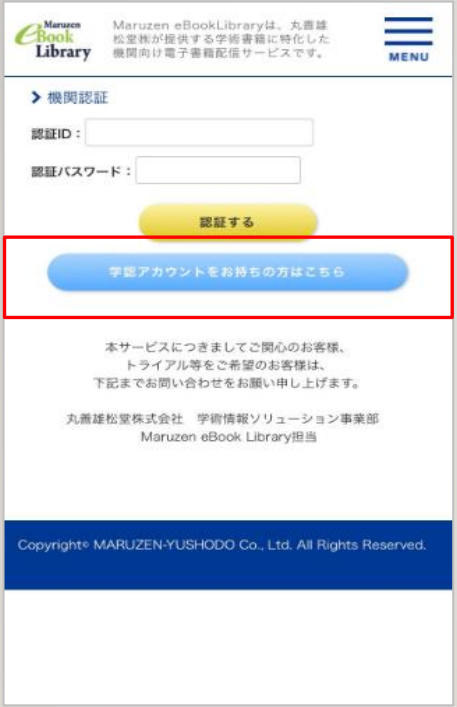 Maruzen
eBook
Library
Maruzen eBookLibraryは、丸善雄
松堂㈱が提供する学術書籍に特化した
機関向け電子書籍配信サービスです。
MENU
機関認証
認証ID：
認証パスワード：
認証する
学認アカウントをお持ちの方はこちら
本サービスにつきましてご関心のお客様、
トライアル等をご希望のお客様は、
下記までお問い合わせをお願い申し上げます。
丸善雄松堂株式会社　学術情報ソリューション事業部
Maruzen eBook Library担当
Copyright© MARUZEN-YUSHODO Co., Ltd. All Rights Reserved.